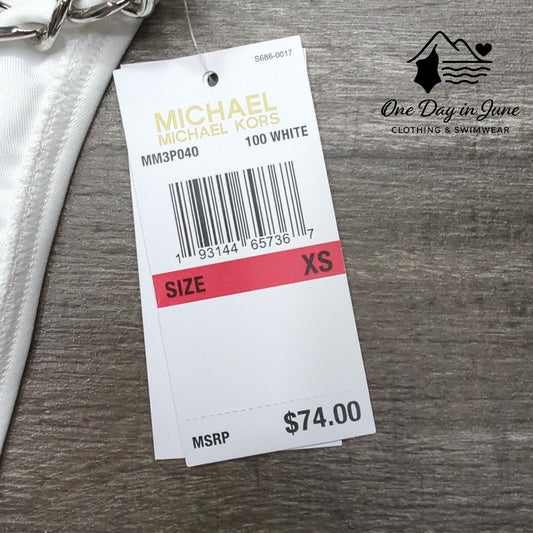 S686-0017
MICHAEL
MICHAEL KORS
MM3P040 100 WHITE
1 93144 65736 7
SIZE XS
MSRP $74.00
One Day in June
CLOTHING & SWIMWEAR